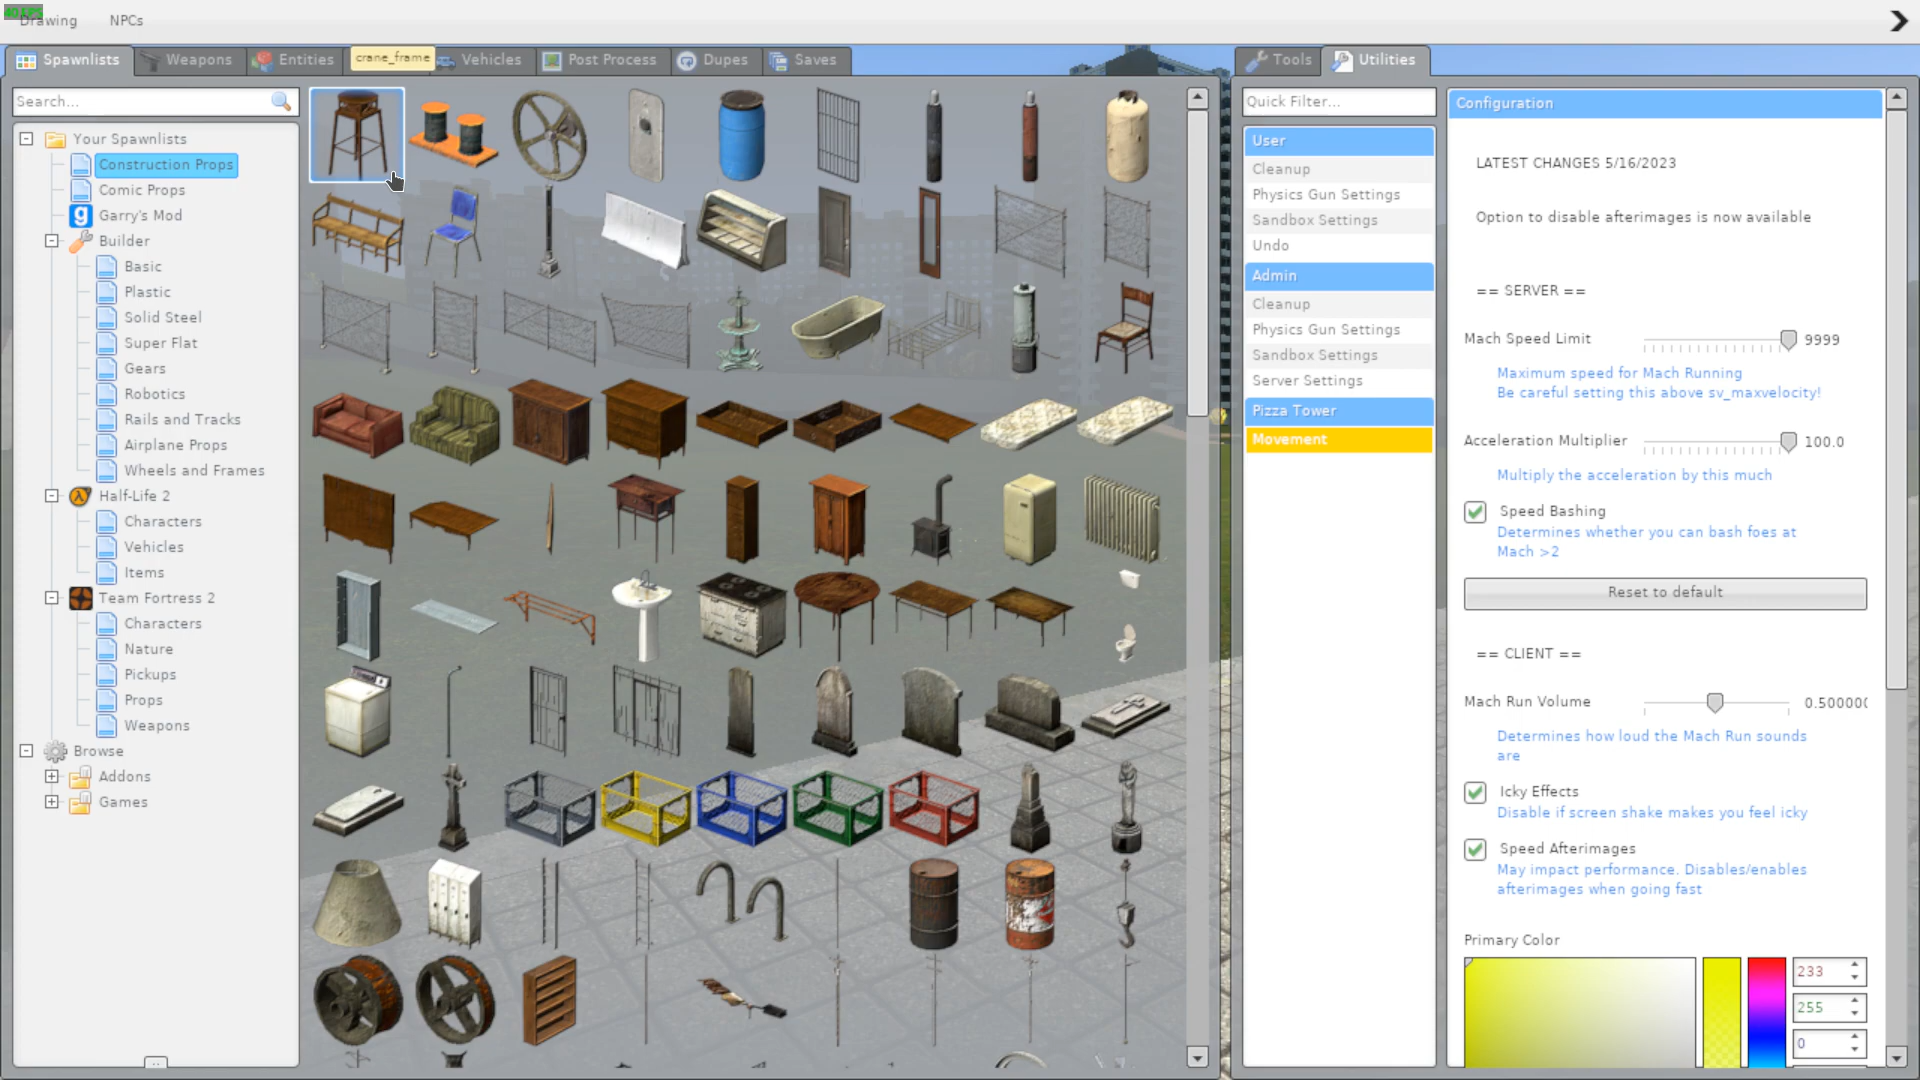 40 FPS
Drawing
NPCs
Spawnlists
Weapons
Entities
crane_frame
Vehicles
Post Process
Dupes
Saves
Tools
Utilities
Search...
Your Spawnlists
Construction Props
Comic Props
Garry's Mod
Builder
Basic
Plastic
Solid Steel
Super Flat
Gears
Robotics
Rails and Tracks
Airplane Props
Wheels and Frames
Half-Life 2
Characters
Vehicles
Items
Team Fortress 2
Characters
Nature
Pickups
Props
Weapons
Browse
Addons
Games
Quick Filter...
User
Cleanup
Physics Gun Settings
Sandbox Settings
Undo
Admin
Cleanup
Physics Gun Settings
Sandbox Settings
Server Settings
Pizza Tower
Movement
Configuration
LATEST CHANGES 5/16/2023
Option to disable afterimages is now available
== SERVER ==
Mach Speed Limit 9999
Maximum speed for Mach Running
Be careful setting this above sv_maxvelocity!
Acceleration Multiplier 100.0
Multiply the acceleration by this much
Speed Bashing
Determines whether you can bash foes at
Mach >2
Reset to default
== CLIENT ==
Mach Run Volume 0.500000
Determines how loud the Mach Run sounds
are
Icky Effects
Disable if screen shake makes you feel icky
Speed Afterimages
May impact performance. Disables/enables
afterimages when going fast
Primary Color
233
255
0